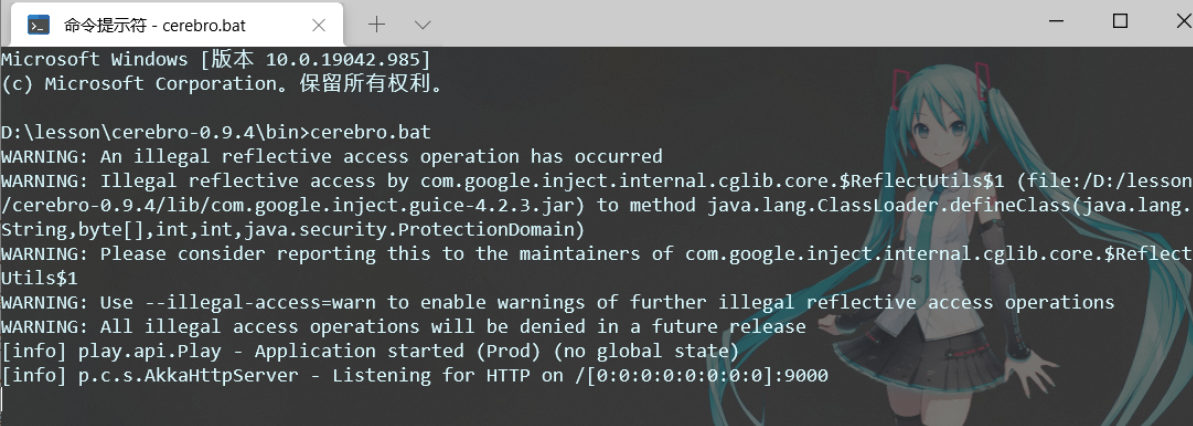 命令提示符 - cerebro.bat
Microsoft Windows [版本 10.0.19042.985]
(c) Microsoft Corporation。保留所有权利。
D:\lesson\cerebro-0.9.4\bin>cerebro.bat
WARNING: An illegal reflective access operation has occurred
WARNING: Illegal reflective access by com.google.inject.internal.cglib.core.$ReflectUtils$1 (file:/D:/lesson
/cerebro-0.9.4/lib/com.google.inject.guice-4.2.3.jar) to method java.lang.ClassLoader.defineClass(java.lang.
String,byte[],int,int,java.security.ProtectionDomain)
WARNING: Please consider reporting this to the maintainers of com.google.inject.internal.cglib.core.$Reflect
Utils$1
WARNING: Use --illegal-access=warn to enable warnings of further illegal reflective access operations
WARNING: All illegal access operations will be denied in a future release
[info] play.api.Play - Application started (Prod) (no global state)
[info] p.c.s.AkkaHttpServer - Listening for HTTP on /[0:0:0:0:0:0:0:0]:9000